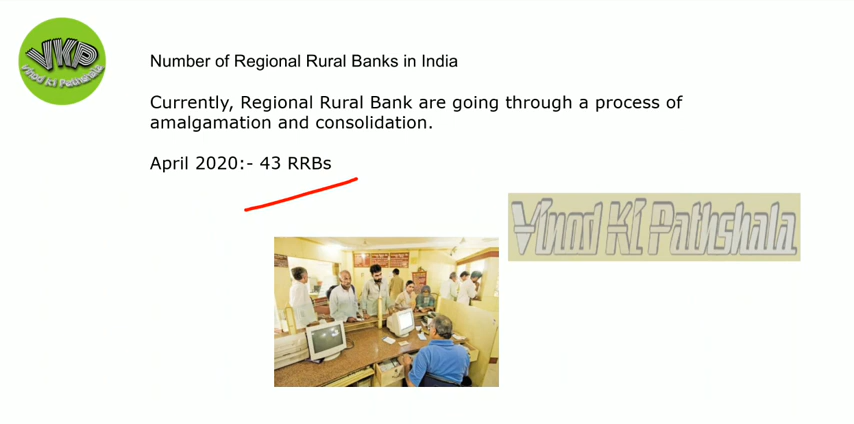 VKP
Vinod Ki Pathshala
Number of Regional Rural Banks in India
Currently, Regional Rural Bank are going through a process of
amalgamation and consolidation.
April 2020:- 43 RRBs
Vinod Ki Pathshala